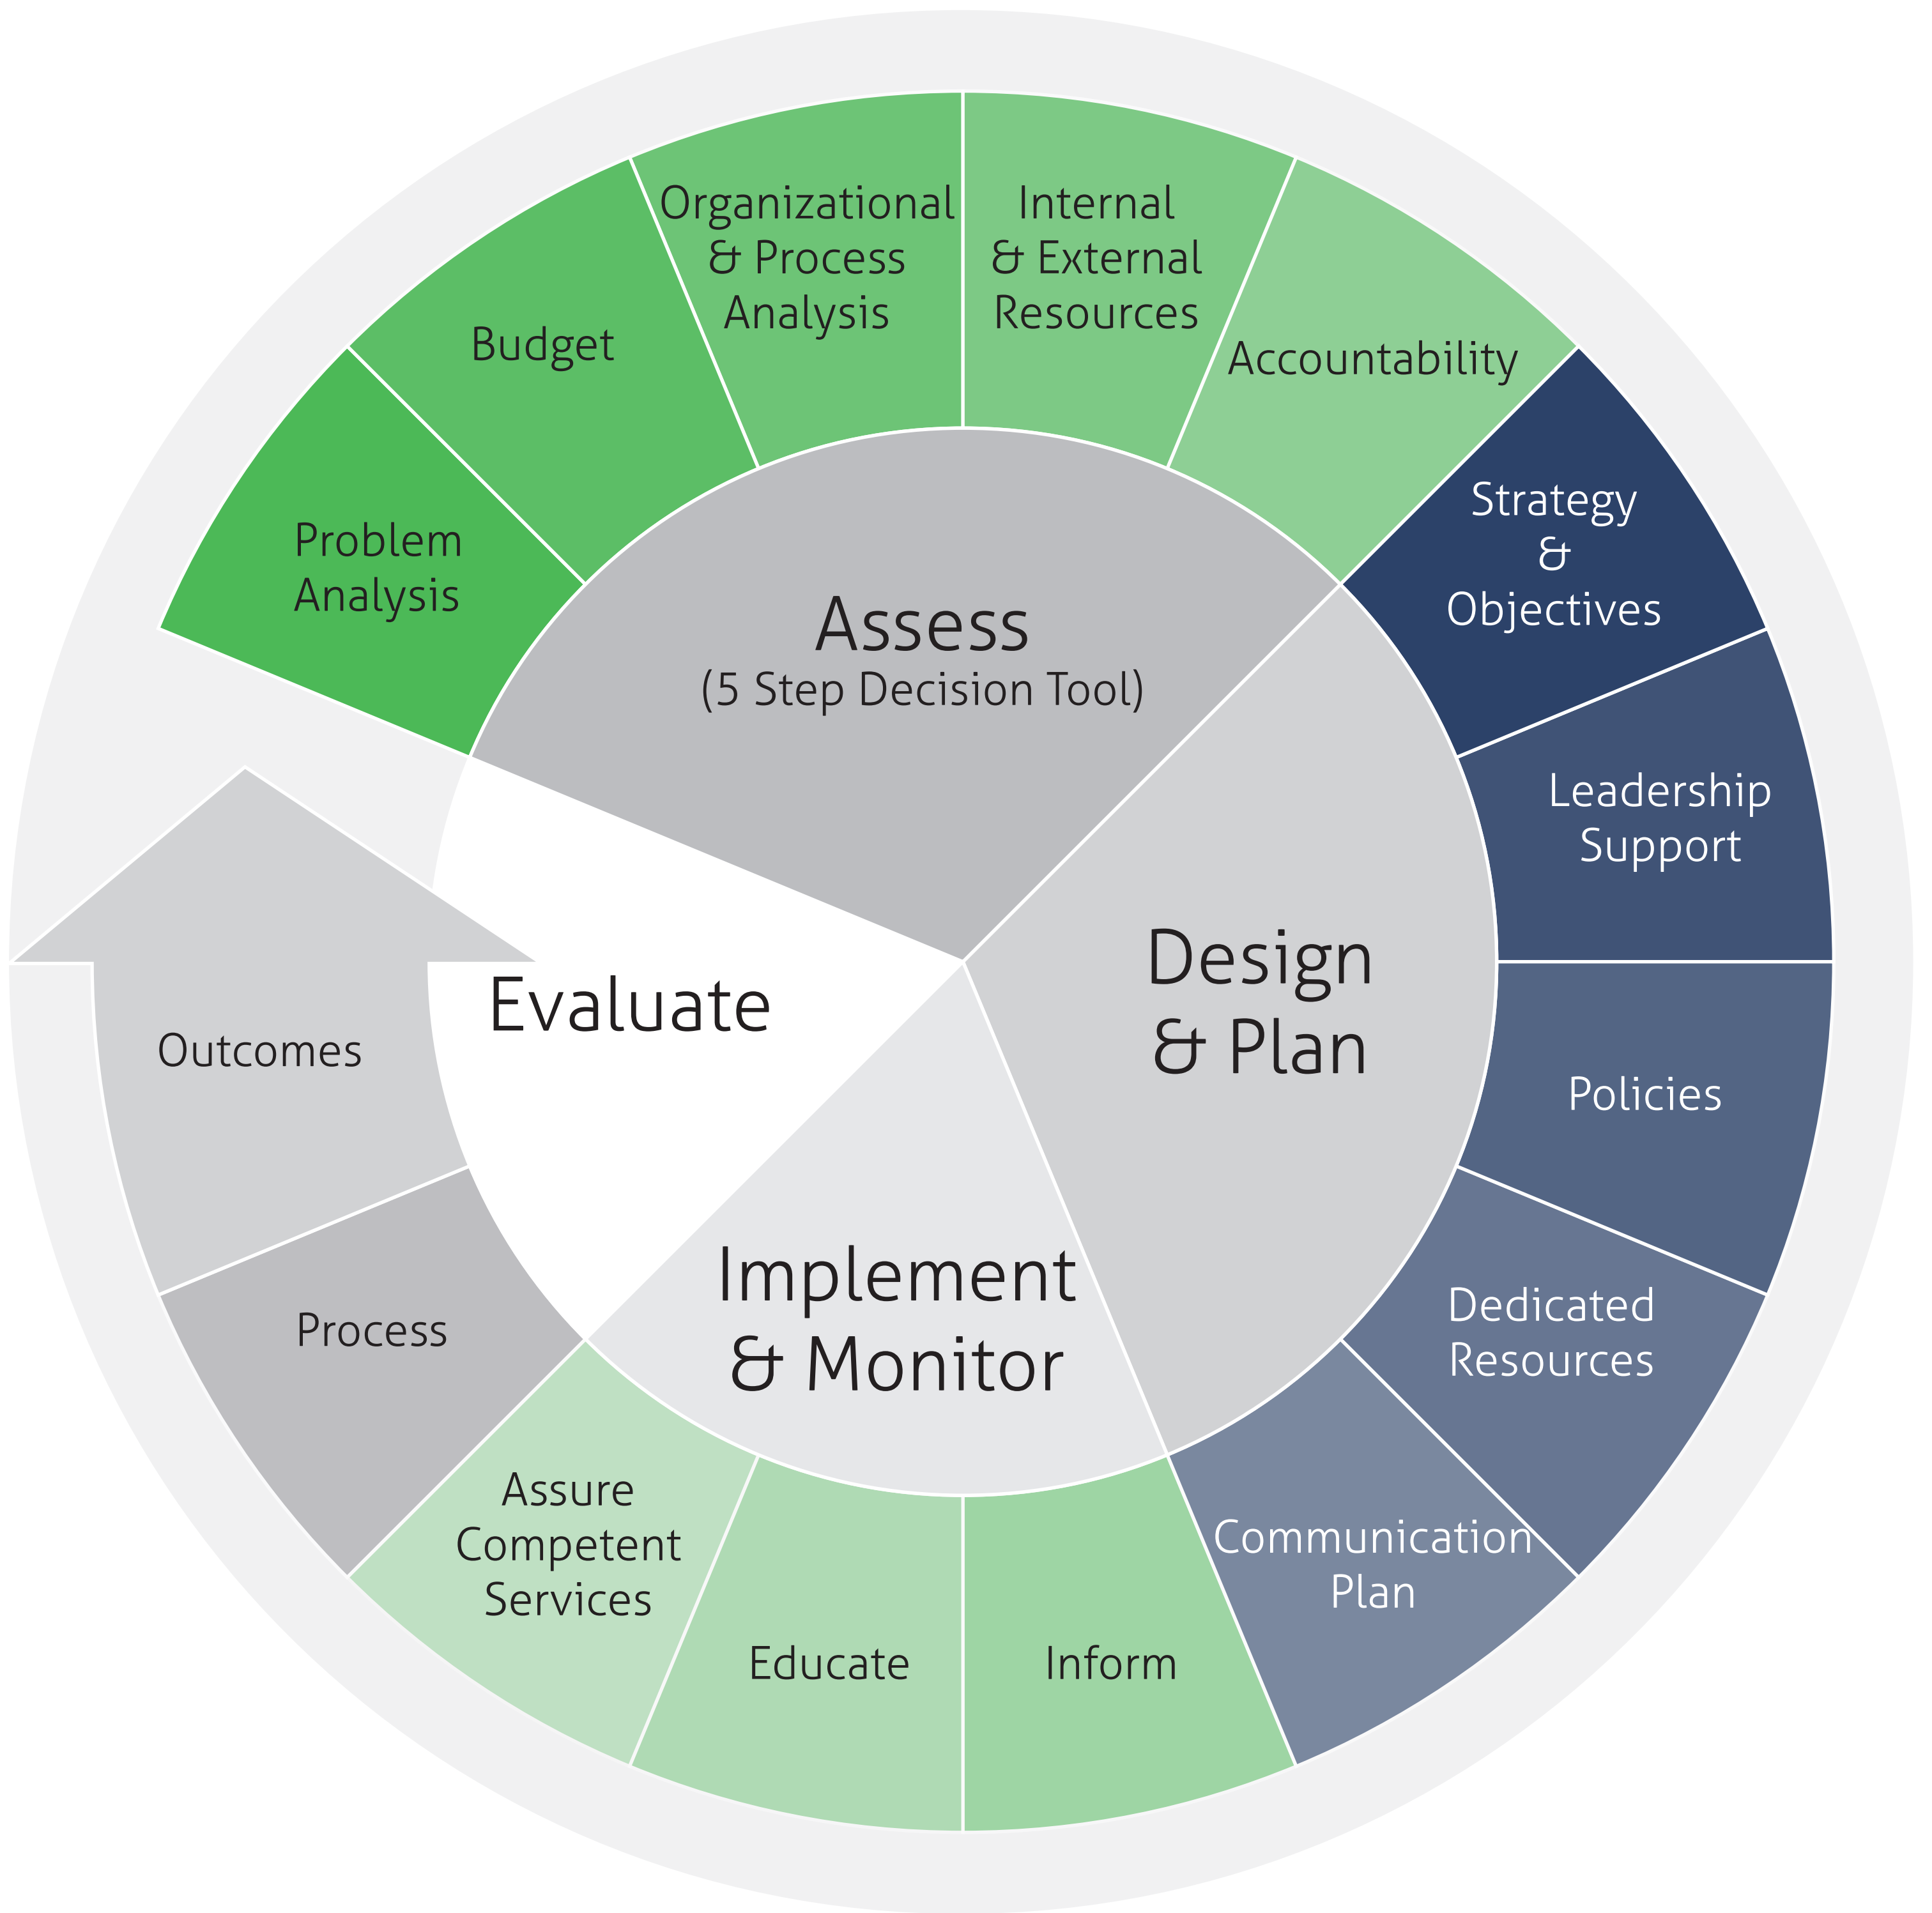 Organizational
& Process
Analysis
Internal
& External
Resources
Accountability
Budget
Problem
Analysis
Assess
(5 Step Decision Tool)
Strategy
&
Objectives
Leadership
Support
Policies
Dedicated
Resources
Communication
Plan
Design
& Plan
Inform
Educate
Assure
Competent
Services
Implement
& Monitor
Process
Outcomes
Evaluate